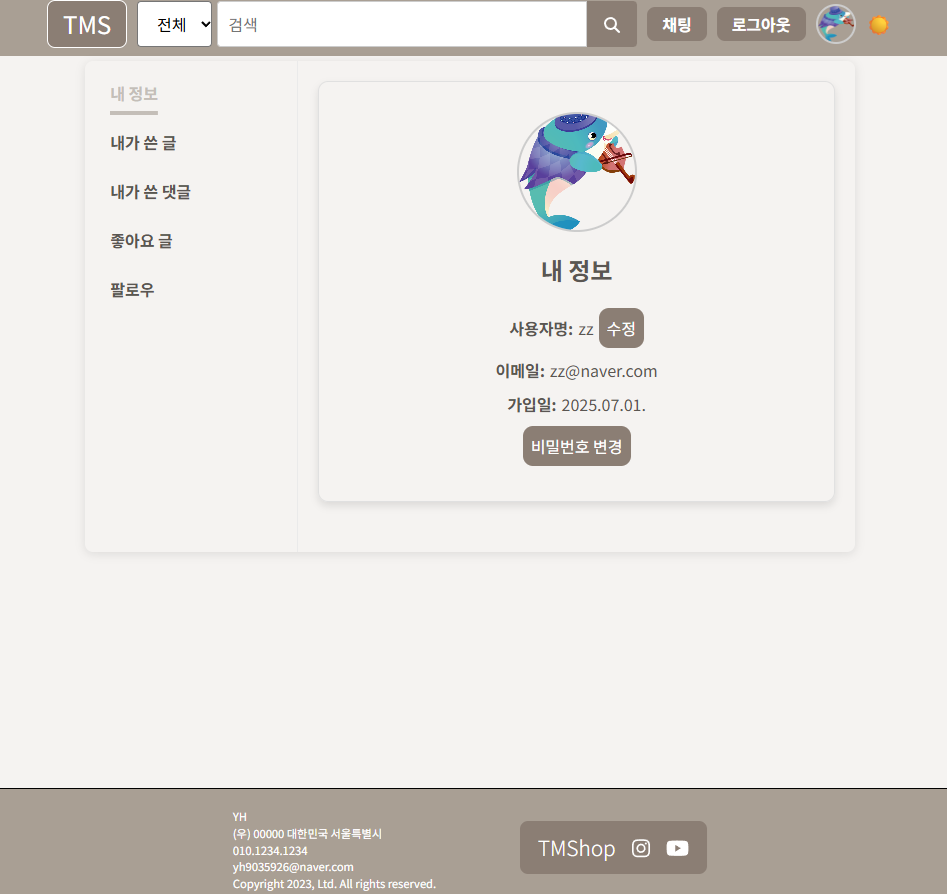 TMS 전체 검색 채팅 로그아웃
내 정보
내가 쓴 글
내가 쓴 댓글
좋아요 글
팔로우
내 정보
사용자명: zz 수정
이메일: zz@naver.com
가입일: 2025.07.01.
비밀번호 변경
YH
(우) 00000 대한민국 서울특별시
010.1234.1234
yh9035926@naver.com
Copyright 2023, Ltd. All rights reserved.
TMShop